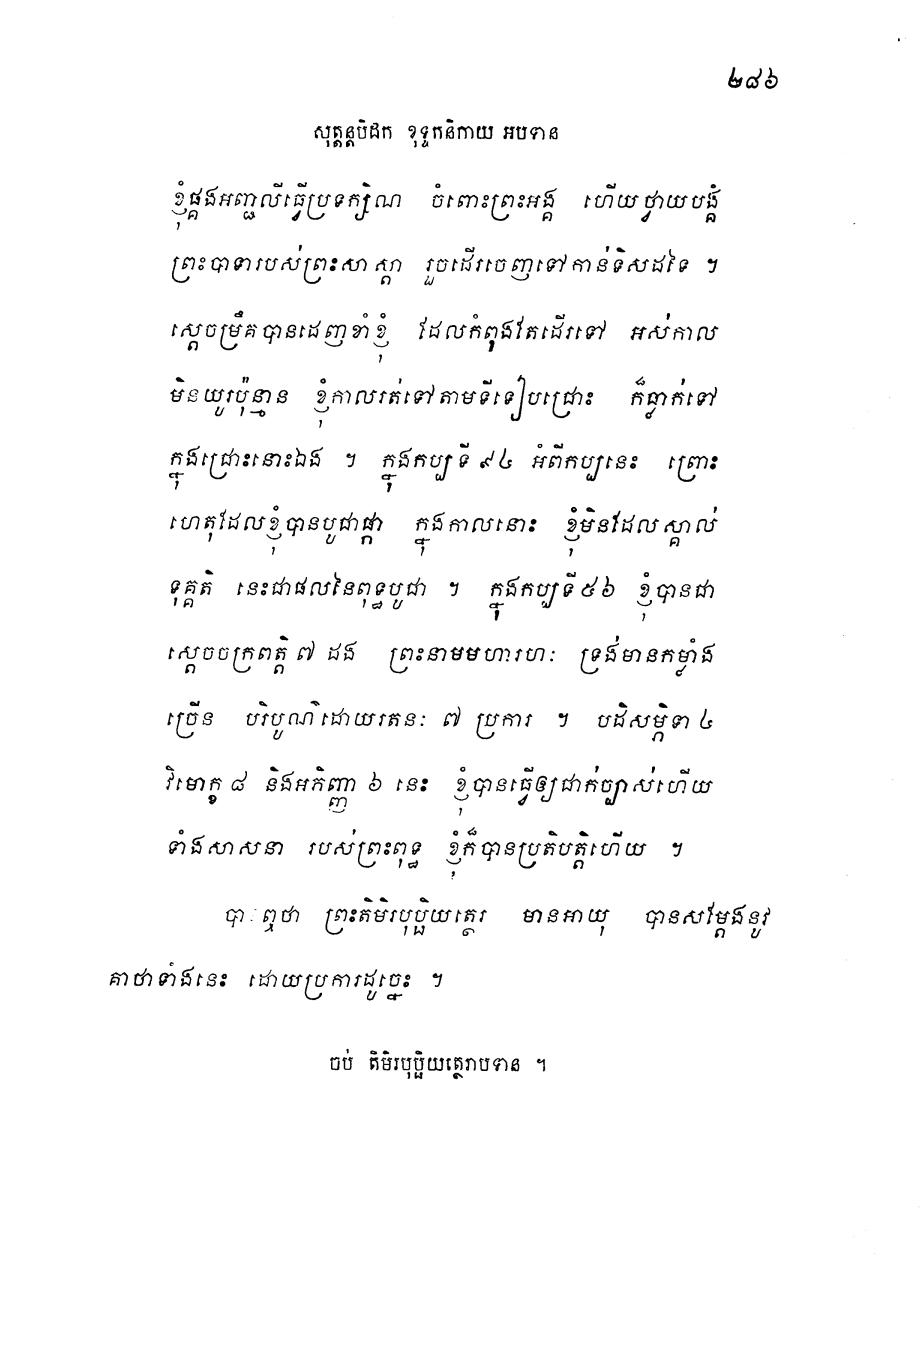 ២៨៦
សុត្តន្តបិដក ខុទ្ទកនិកាយ អបទាន
ខ្ញុំផ្គងអញ្ជលីធ្វើប្រទក្សិណ ចំពោះព្រះអង្គ ហើយថ្វាយបង្គំ
ព្រះបាទារបស់ព្រះសាស្តា រួចដើរចេញទៅកាន់ទិសដទៃ ។
ស្តេចម្រឹគបានដេញខាំខ្ញុំ ដែលកំពុងតែដើរទៅ អស់កាល
មិនយូរប៉ុន្មាន ខ្ញុំកាលរត់ទៅតាមទីទៀបជ្រោះ ក៏ធ្លាក់ទៅ
ក្នុងជ្រោះនោះឯង ។ ក្នុងកប្បទី ៩៤ អំពីកប្បនេះ ព្រោះ
ហេតុដែលខ្ញុំបានបូជាផ្កា ក្នុងកាលនោះ ខ្ញុំមិនដែលស្គាល់
ទុគ្គតិ នេះជាផលនៃពុទ្ធបូជា ។ ក្នុងកប្បទី៥៦ ខ្ញុំបានជា
ស្តេចចក្រពត្តិ ៧ ដង ព្រះនាមមហារហៈ ទ្រង់មានកម្លាំង
ច្រើន បរិបូណ៌ដោយរតនៈ ៧ ប្រការ ។ បដិសម្ភិទា ៤
វិមោក្ខ ៨ និងអភិញ្ញា ៦ នេះ ខ្ញុំបានធ្វើឲ្យជាក់ច្បាស់ហើយ
ទាំងសាសនា របស់ព្រះពុទ្ធ ខ្ញុំក៏បានប្រតិបត្តិហើយ ។
បានឮថា ព្រះតិមិរបុប្ផិយត្ថេរ មានអាយុ បានសម្តែងនូវ
គាថាទាំងនេះ ដោយប្រការដូច្នេះ ។
ចប់ តិមិរបុប្ផិយត្ថេរាបទាន ។